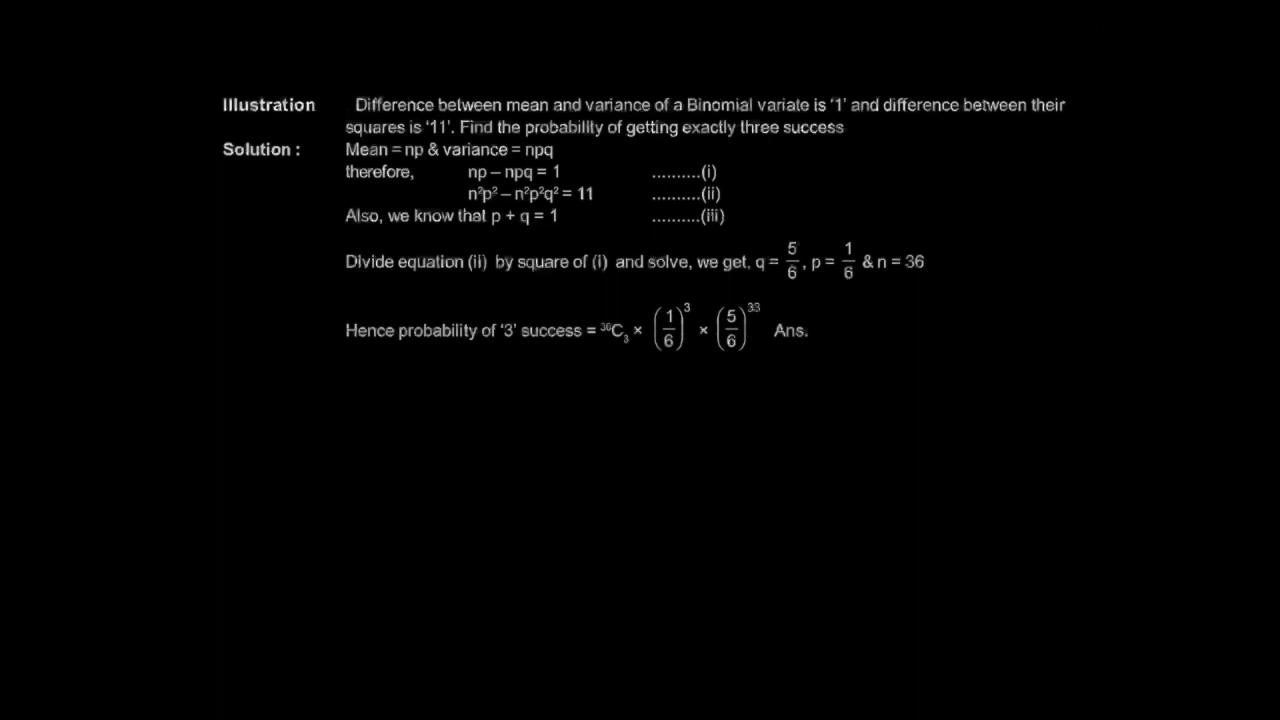 Illustration Difference between mean and variance of a Binomial variate is '1' and difference between their
squares is '11'. Find the probability of getting exactly three success
Solution : Mean = np & variance = npq
therefore, np – npq = 1 ..........(i)
n²p² – n²p²q² = 11 ..........(ii)
Also, we know that p + q = 1 ..........(iii)
Divide equation (ii) by square of (i) and solve, we get, q = 5/6, p = 1/6 & n = 36
Hence probability of '3' success = ³⁶C₃ × (1/6)³ × (5/6)³³ Ans.